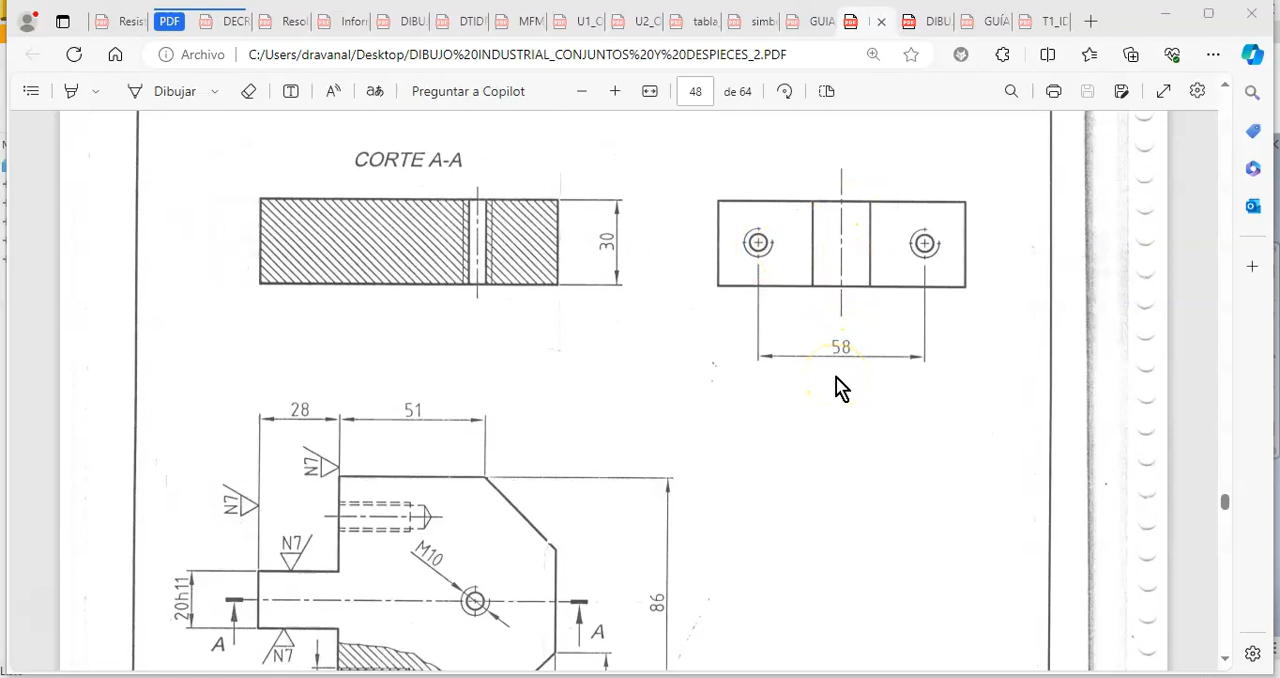 Resis
PDF
DECR
Reso
Infor
DIBU
DTID
MFM
U1_C
U2_C
tabla
simb
GUIA
DIBU
GUÍA
T1_ID
Archivo
C:/Users/dravanal/Desktop/DIBUJO%20INDUSTRIAL_CONJUNTOS%20Y%20DESPIECES_2.PDF
Dibujar
Preguntar a Copilot
48
de 64
CORTE A-A
30
58
28
51
N7
N7
N7
M10
20h11
86
A
A
N7